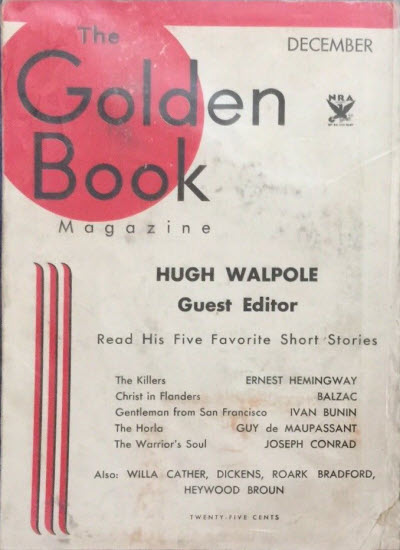 The
DECEMBER
Golden
NRA
Book
Magazine
HUGH WALPOLE
Guest Editor
Read His Five Favorite Short Stories
The Killers ERNEST HEMINGWAY
Christ in Flanders BALZAC
Gentleman from San Francisco IVAN BUNIN
The Horla GUY de MAUPASSANT
The Warrior's Soul JOSEPH CONRAD
Also: WILLA CATHER, DICKENS, ROARK BRADFORD,
HEYWOOD BROUN
TWENTY-FIVE CENTS